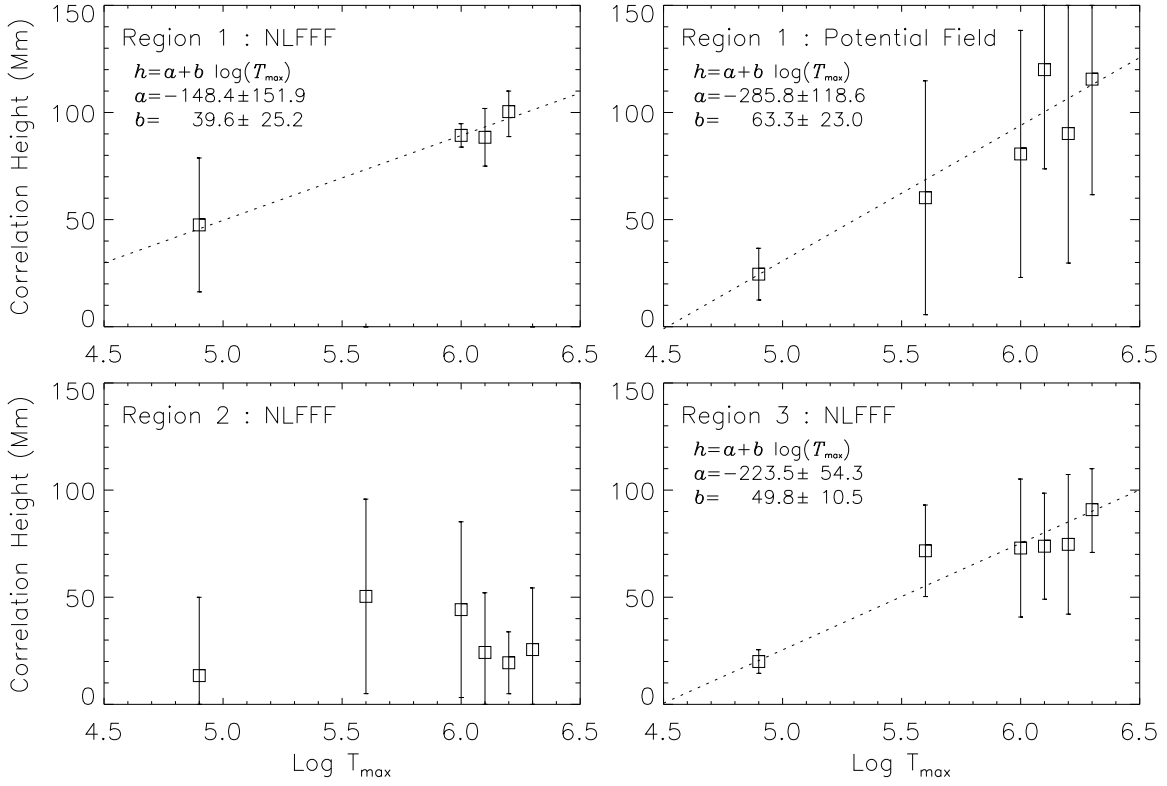 Region 1 : NLFFF
h=a+b log(Tmax)
a=−148.4±151.9
b= 39.6± 25.2
Correlation Height (Mm)
150
100
50
0
4.5 5.0 5.5 6.0 6.5
Region 1 : Potential Field
h=a+b log(Tmax)
a=−285.8±118.6
b= 63.3± 23.0
150
100
50
0
4.5 5.0 5.5 6.0 6.5
Region 2 : NLFFF
Correlation Height (Mm)
150
100
50
0
4.5 5.0 5.5 6.0 6.5
Log Tmax
Region 3 : NLFFF
h=a+b log(Tmax)
a=−223.5± 54.3
b= 49.8± 10.5
150
100
50
0
4.5 5.0 5.5 6.0 6.5
Log Tmax